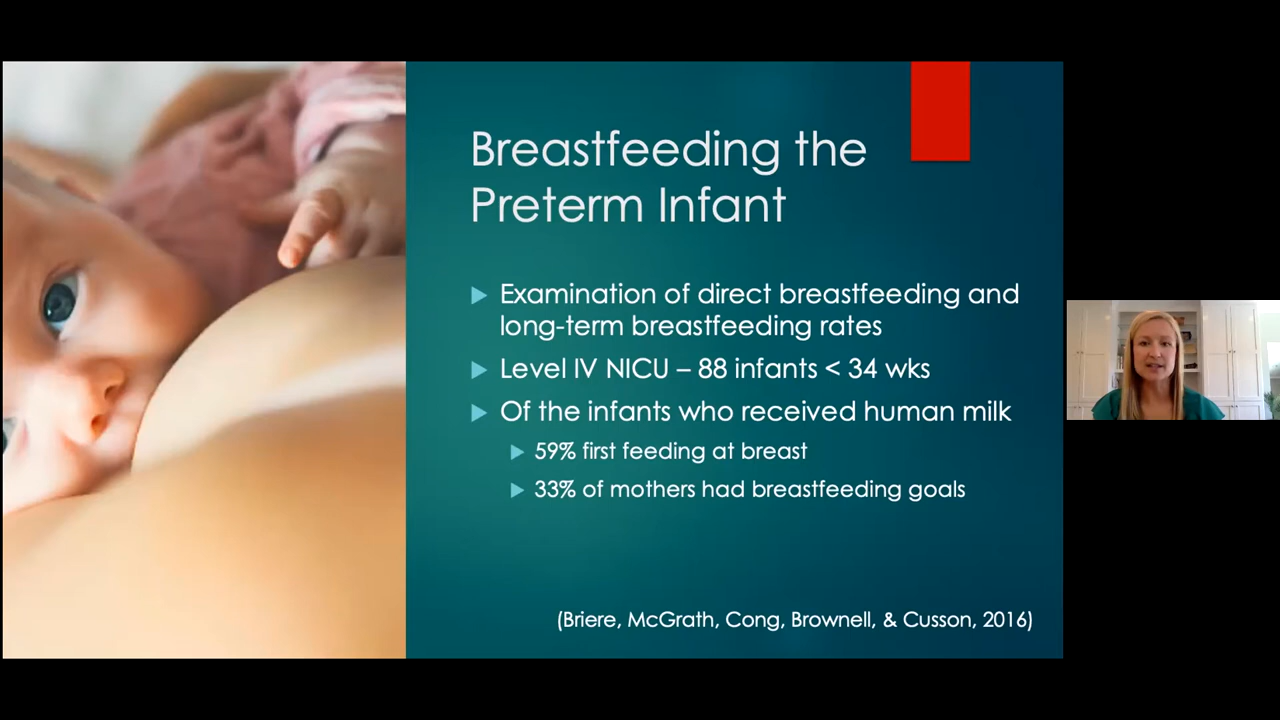 Breastfeeding the
Preterm Infant
Examination of direct breastfeeding and
long-term breastfeeding rates
Level IV NICU – 88 infants < 34 wks
Of the infants who received human milk
59% first feeding at breast
33% of mothers had breastfeeding goals
(Briere, McGrath, Cong, Brownell, & Cusson, 2016)